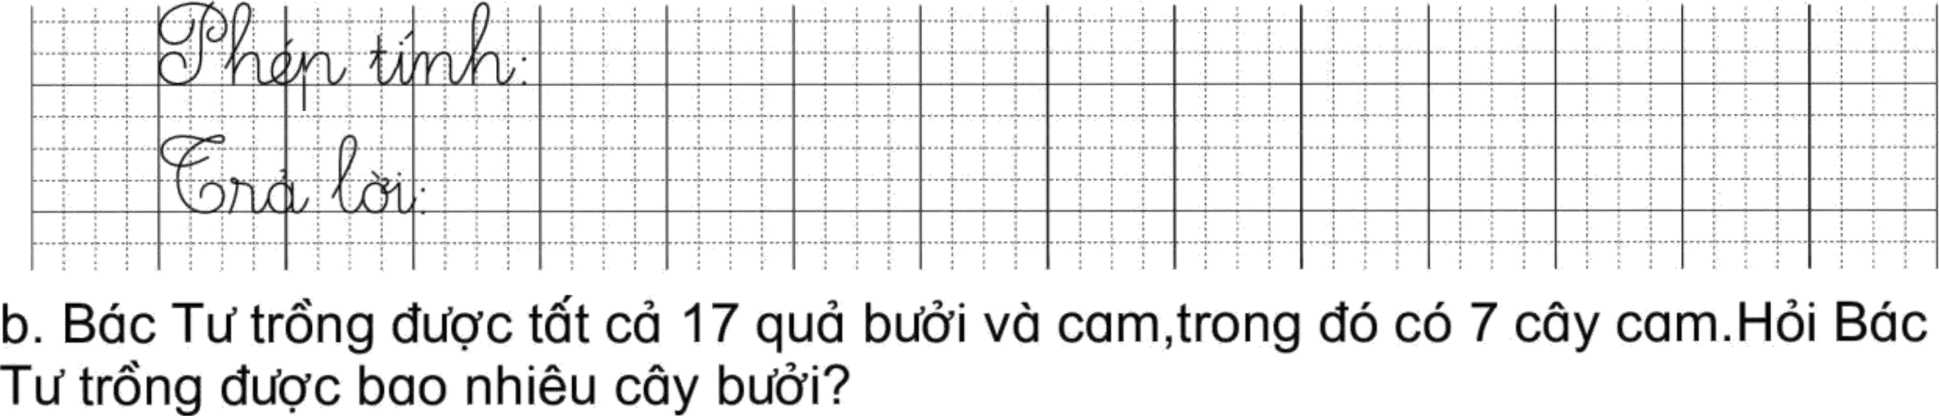 Phép tính:
Trả lời:
b. Bác Tư trồng được tất cả 17 quả bưởi và cam,trong đó có 7 cây cam.Hỏi Bác
Tư trồng được bao nhiêu cây bưởi?